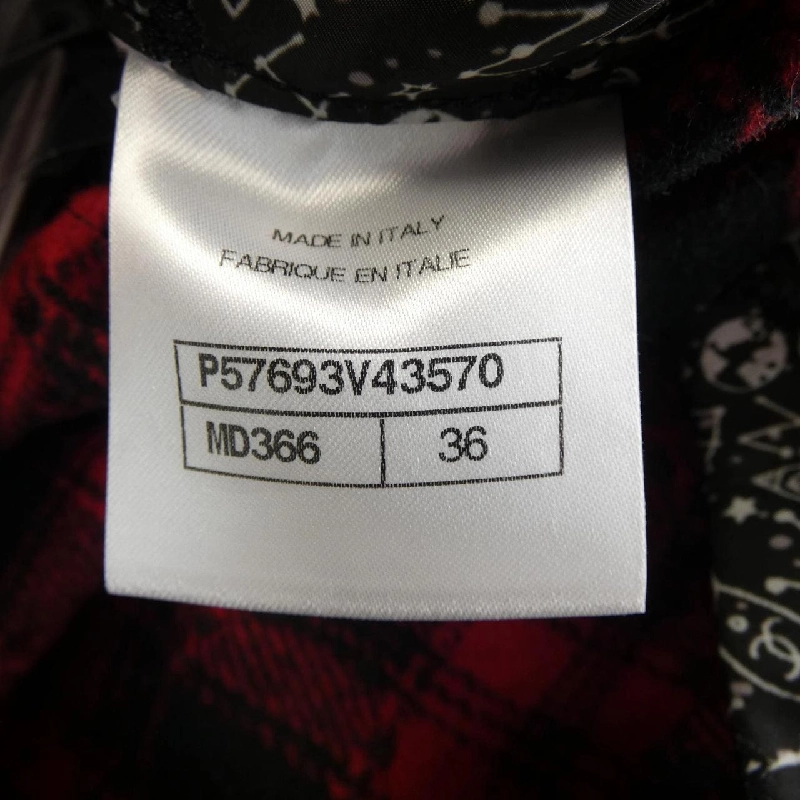 MADE IN ITALY
FABRIQUE EN ITALIE
P57693V43570
MD366 36